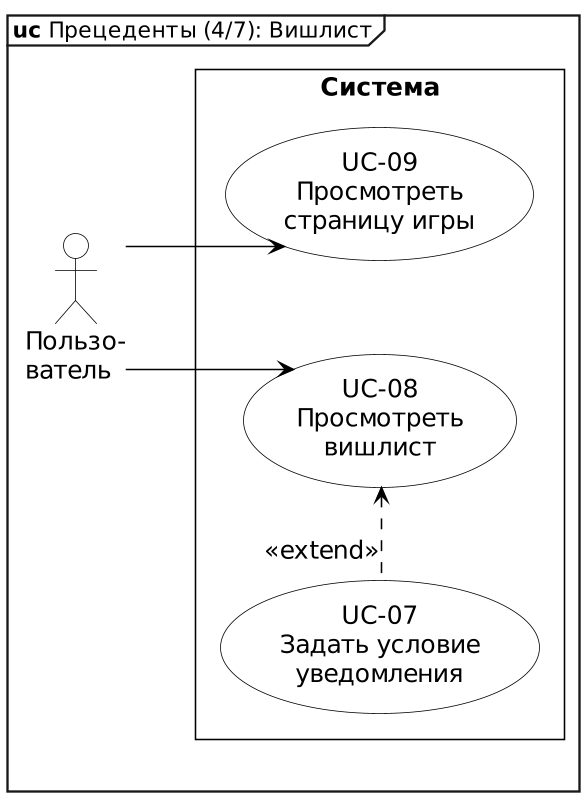 uc Прецеденты (4/7): Вишлист
Система
UC-09
Просмотреть
страницу игры
Пользо-
ватель
UC-08
Просмотреть
вишлист
«extend»
UC-07
Задать условие
уведомления